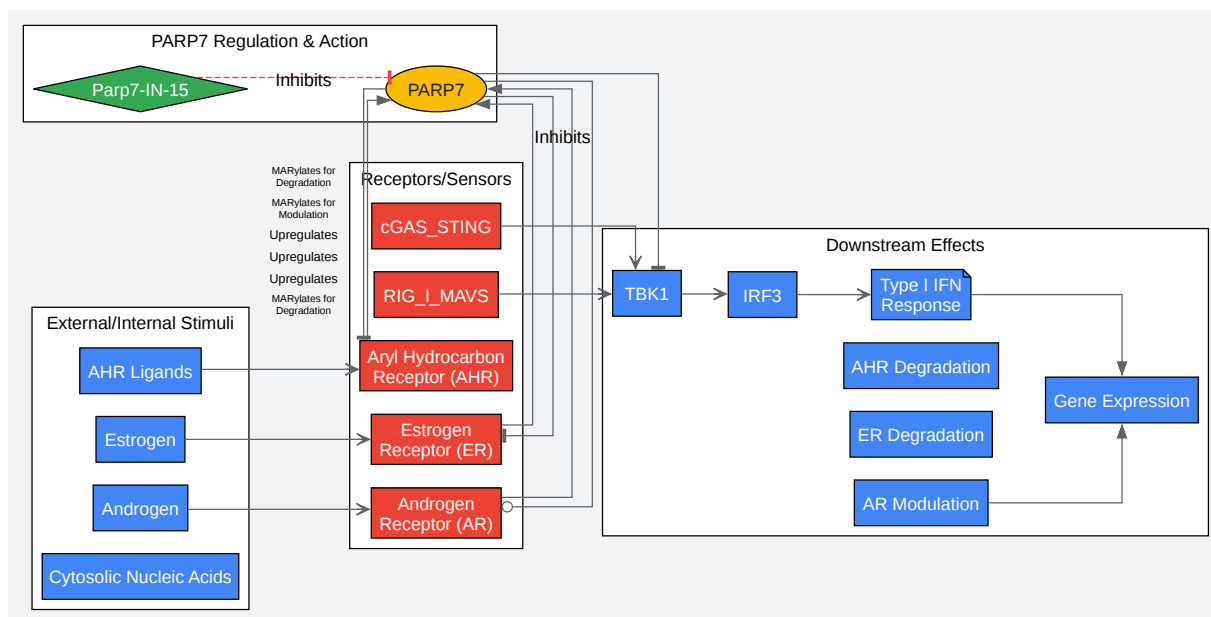 PARP7 Regulation & Action
Parp7-IN-15
Inhibits
PARP7
Inhibits
MARylates for
Degradation
MARylates for
Modulation
Upregulates
Upregulates
Upregulates
MARylates for
Degradation
Receptors/Sensors
cGAS_STING
RIG_I_MAVS
Aryl Hydrocarbon
Receptor (AHR)
Estrogen
Receptor (ER)
Androgen
Receptor (AR)
External/Internal Stimuli
AHR Ligands
Estrogen
Androgen
Cytosolic Nucleic Acids
Downstream Effects
TBK1
IRF3
Type I IFN
Response
AHR Degradation
ER Degradation
AR Modulation
Gene Expression